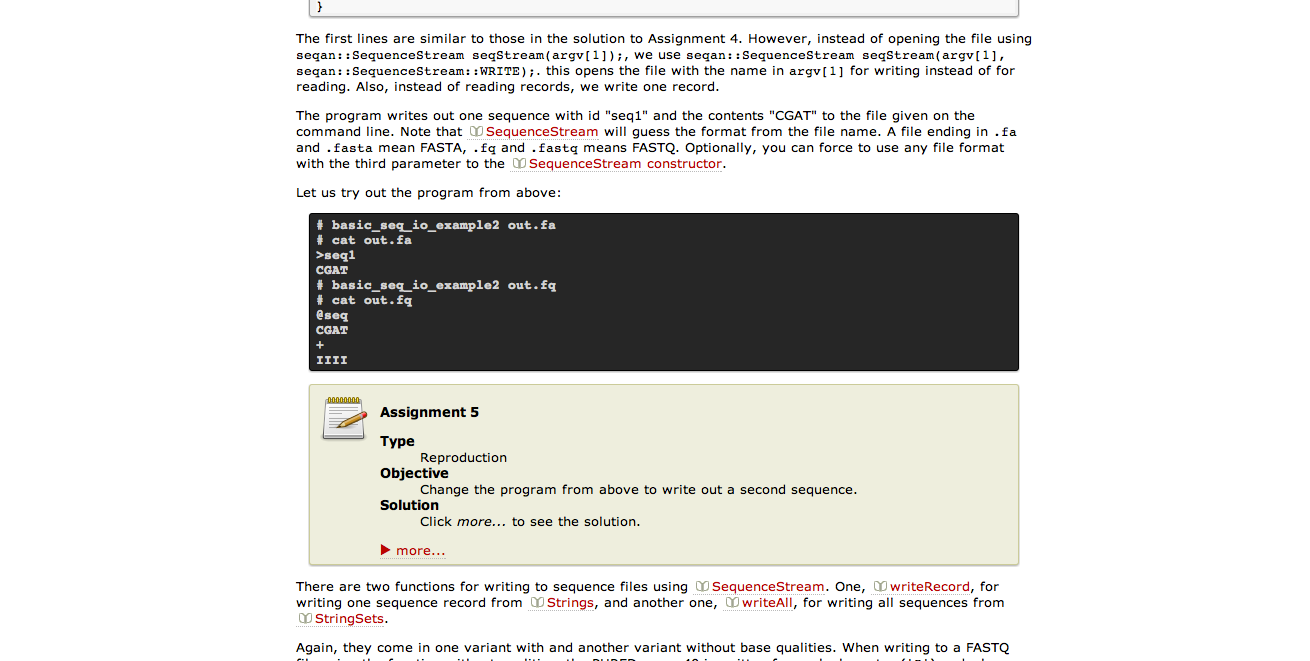 }
The first lines are similar to those in the solution to Assignment 4. However, instead of opening the file using
seqan::SequenceStream seqStream(argv[1]);, we use seqan::SequenceStream seqStream(argv[1],
seqan::SequenceStream::WRITE);. this opens the file with the name in argv[1] for writing instead of for
reading. Also, instead of reading records, we write one record.
The program writes out one sequence with id "seq1" and the contents "CGAT" to the file given on the
command line. Note that SequenceStream will guess the format from the file name. A file ending in .fa
and .fasta mean FASTA, .fq and .fastq means FASTQ. Optionally, you can force to use any file format
with the third parameter to the SequenceStream constructor.
Let us try out the program from above:
# basic_seq_io_example2 out.fa
# cat out.fa
>seq1
CGAT
# basic_seq_io_example2 out.fq
# cat out.fq
@seq
CGAT
+
IIII
Assignment 5
Type
Reproduction
Objective
Change the program from above to write out a second sequence.
Solution
Click more... to see the solution.
more...
There are two functions for writing to sequence files using SequenceStream. One, writeRecord, for
writing one sequence record from Strings, and another one, writeAll, for writing all sequences from
StringSets.
Again, they come in one variant with and another variant without base qualities. When writing to a FASTQ